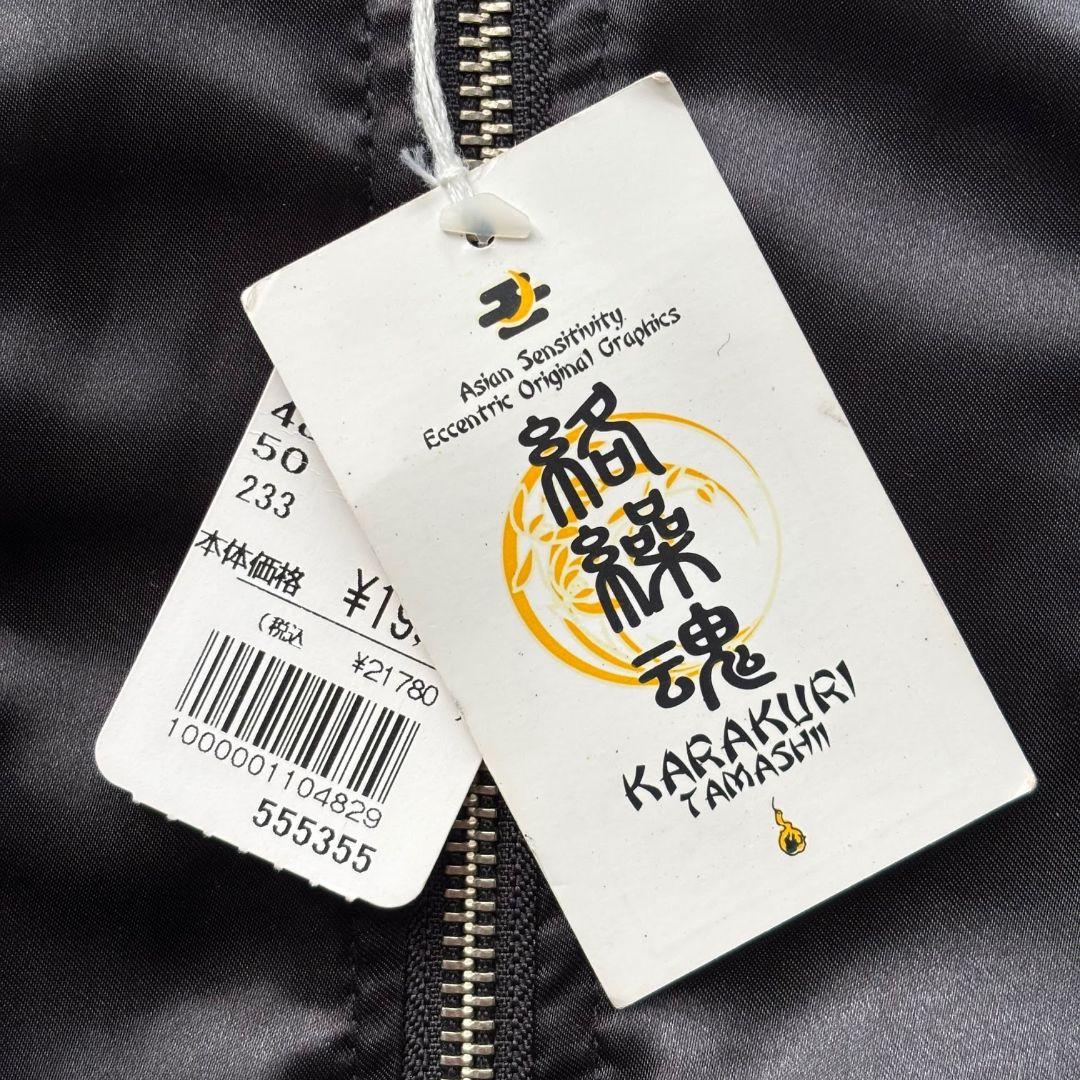 Asian Sensitivity
Eccentric Original Graphics
絡
繰
魂
KARAKURI
TAMASHII
50
233
本体価格 ¥19,
(税込 ¥21780
1000001104829
555355